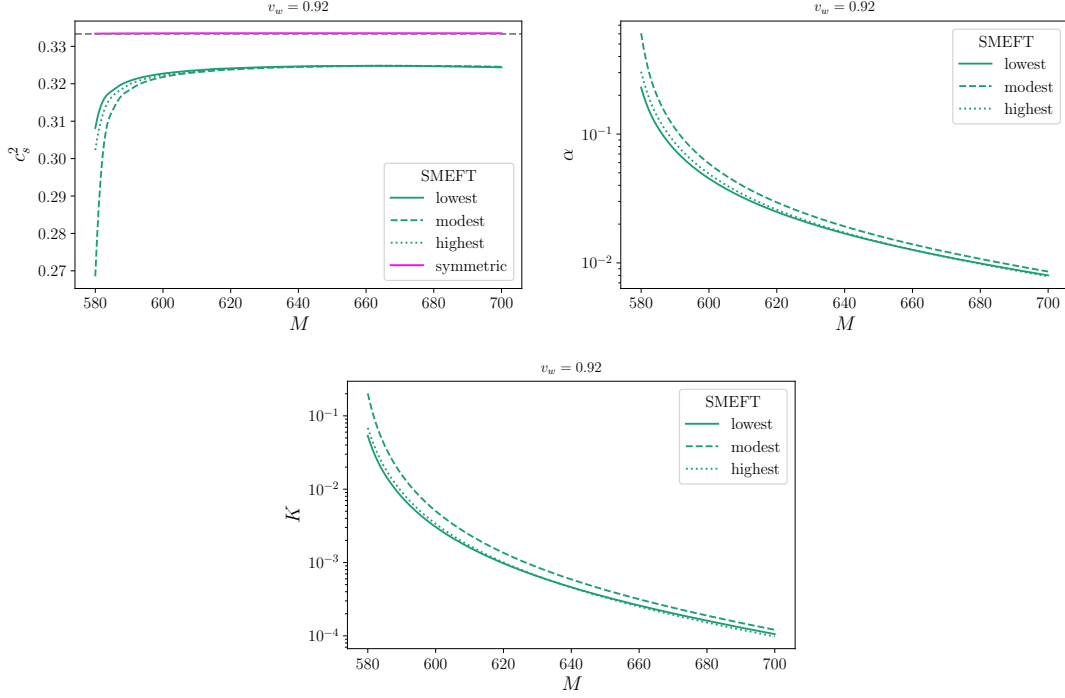 v_w = 0.92
c_s^2
0.33
0.32
0.31
0.30
0.29
0.28
0.27
SMEFT
lowest
modest
highest
symmetric
580 600 620 640 660 680 700
M
v_w = 0.92
α
10^{-1}
10^{-2}
SMEFT
lowest
modest
highest
580 600 620 640 660 680 700
M
v_w = 0.92
K
10^{-1}
10^{-2}
10^{-3}
10^{-4}
SMEFT
lowest
modest
highest
580 600 620 640 660 680 700
M